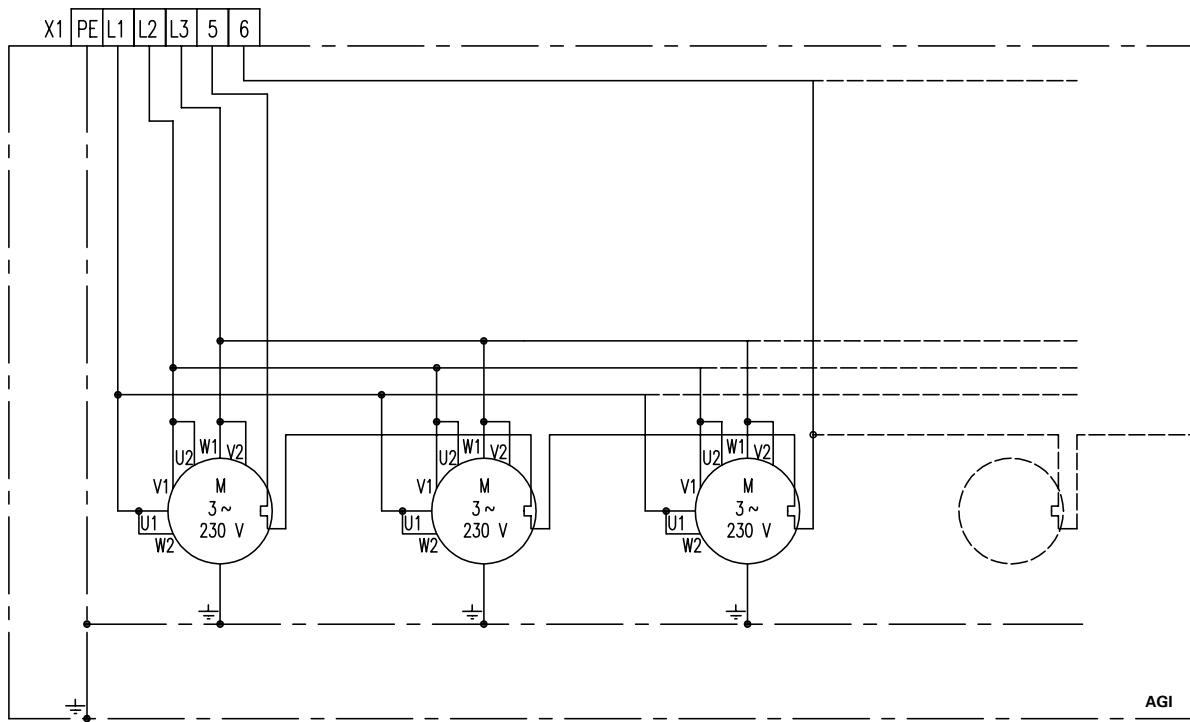 X1 PE L1 L2 L3 5 6
U2 W1 V2 U2 W1 V2 U2 W1 V2
V1 M V1 M V1 M
3 ~ 3 ~ 3 ~
U1 230 V U1 230 V U1 230 V
W2 W2 W2
AGI